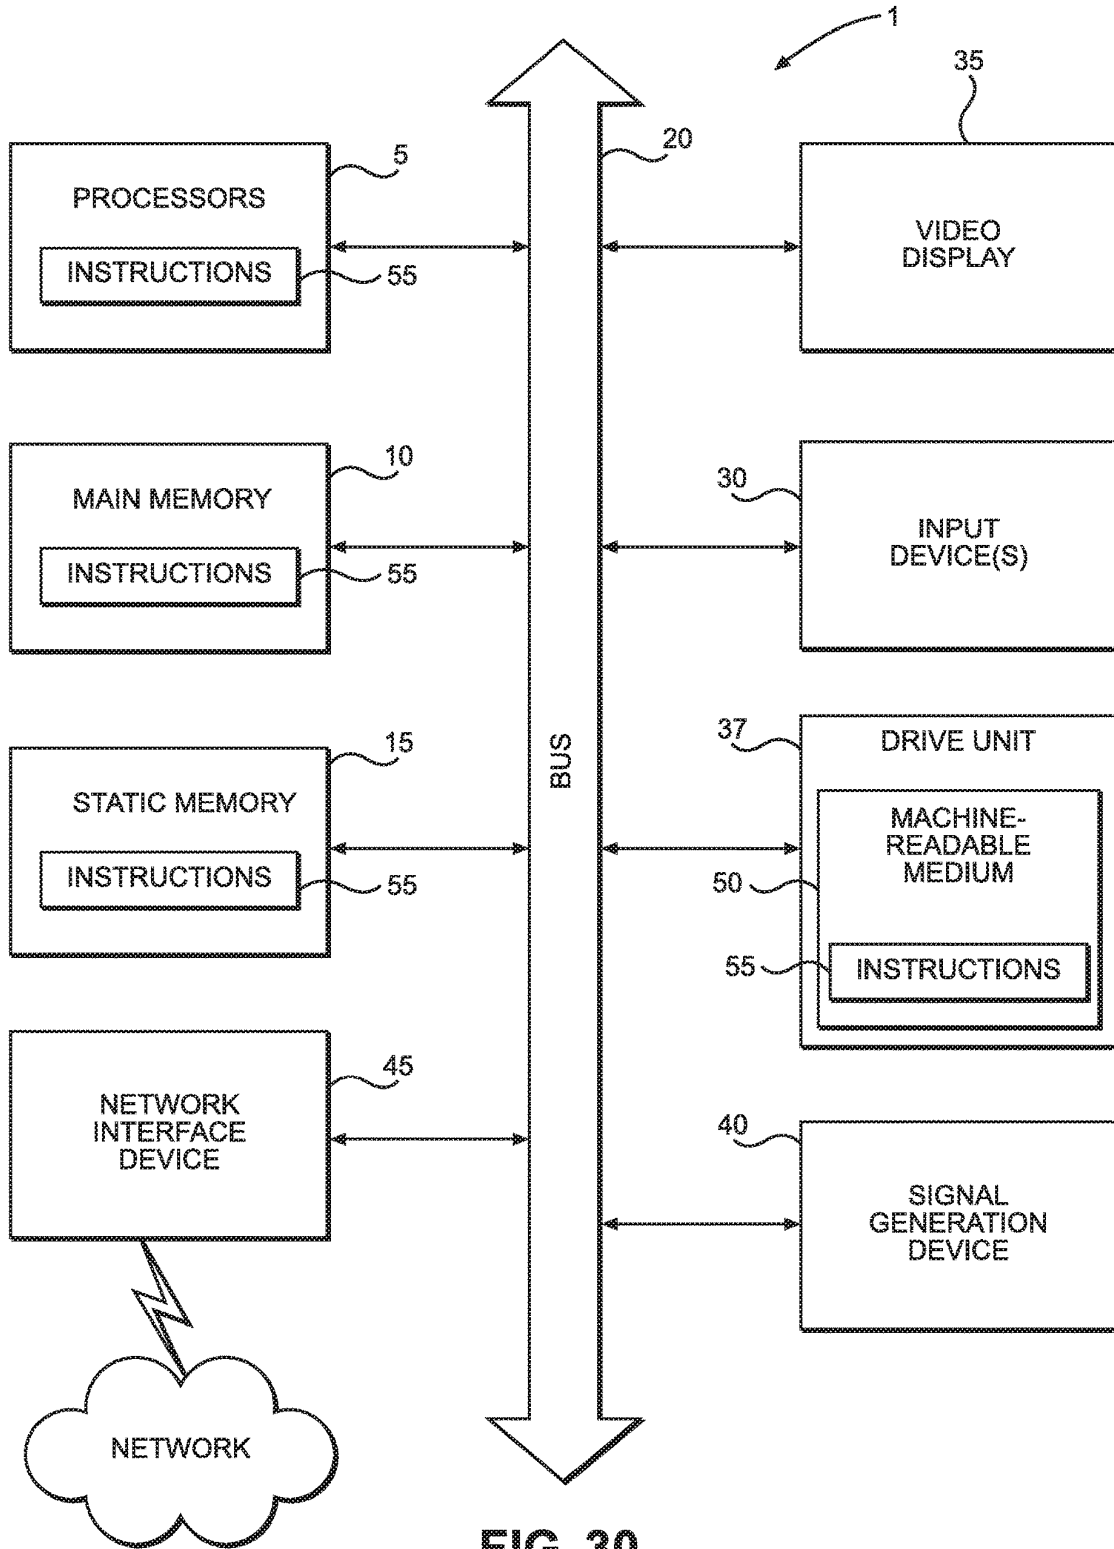 1
35
20
5
PROCESSORS
INSTRUCTIONS
55
VIDEO
DISPLAY
10
MAIN MEMORY
INSTRUCTIONS
55
30
INPUT
DEVICE(S)
15
STATIC MEMORY
INSTRUCTIONS
55
BUS
37
DRIVE UNIT
MACHINE-
READABLE
MEDIUM
50
55
INSTRUCTIONS
45
NETWORK
INTERFACE
DEVICE
40
SIGNAL
GENERATION
DEVICE
NETWORK
FIG. 30